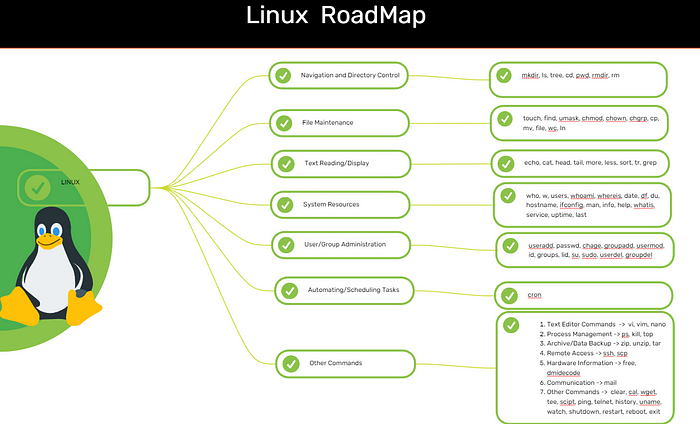 Linux RoadMap
LINUX
Navigation and Directory Control
mkdir, ls, tree, cd, pwd, rmdir, rm
File Maintenance
touch, find, umask, chmod, chown, chgrp, cp,
mv, file, wc, ln
Text Reading/Display
echo, cat, head, tail, more, less, sort, tr, grep
System Resources
who, w, users, whoami, whereis, date, df, du,
hostname, ifconfig, man, info, help, whatis,
service, uptime, last
User/Group Administration
useradd, passwd, chage, groupadd, usermod,
id, groups, lid, su, sudo, userdel, groupdel
Automating/Scheduling Tasks
cron
Other Commands
1. Text Editor Commands -> vi, vim, nano
2. Process Management -> ps, kill, top
3. Archive/Data Backup -> zip, unzip, tar
4. Remote Access -> ssh, scp
5. Hardware Information -> free,
dmidecode
6. Communication -> mail
7. Other Commands -> clear, cal, wget,
tee, scipt, ping, telnet, history, uname,
watch, shutdown, restart, reboot, exit